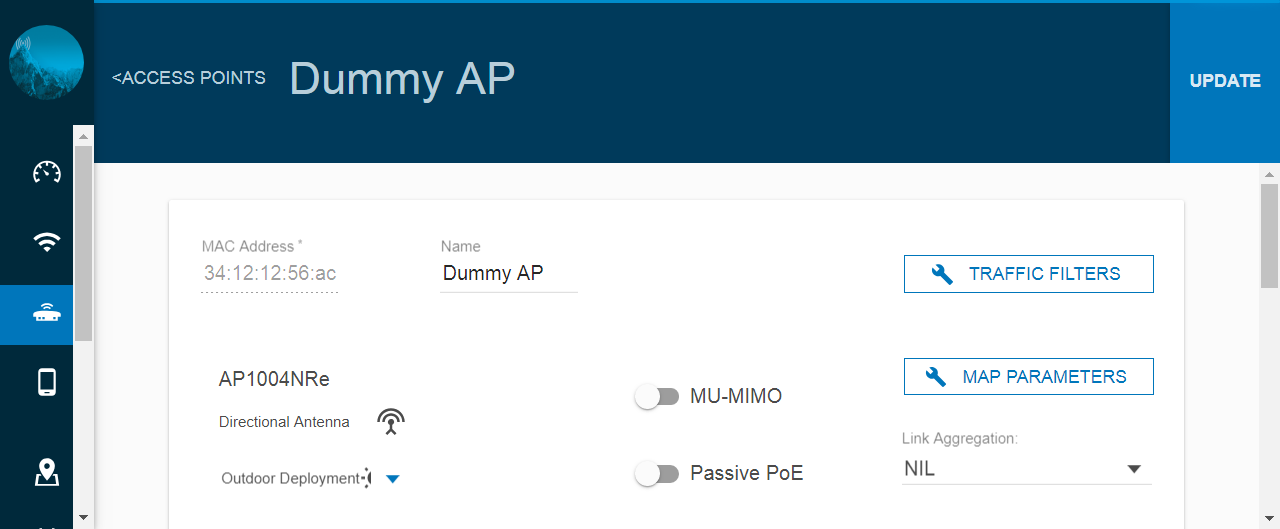 <ACCESS POINTS
Dummy AP
UPDATE
MAC Address *
34:12:12:56:ac
Name
Dummy AP
TRAFFIC FILTERS
AP1004NRe
Directional Antenna
Outdoor Deployment
MU-MIMO
Passive PoE
MAP PARAMETERS
Link Aggregation:
NIL